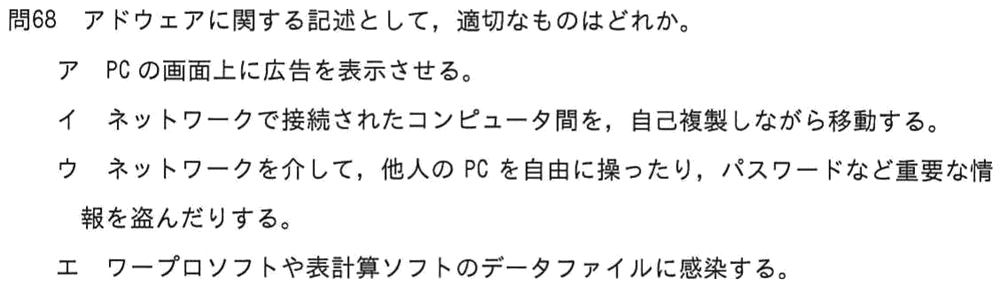 問68 アドウェアに関する記述として，適切なものはどれか。
ア PCの画面上に広告を表示させる。
イ ネットワークで接続されたコンピュータ間を，自己複製しながら移動する。
ウ ネットワークを介して，他人のPCを自由に操ったり，パスワードなど重要な情
報を盗んだりする。
エ ワープロソフトや表計算ソフトのデータファイルに感染する。